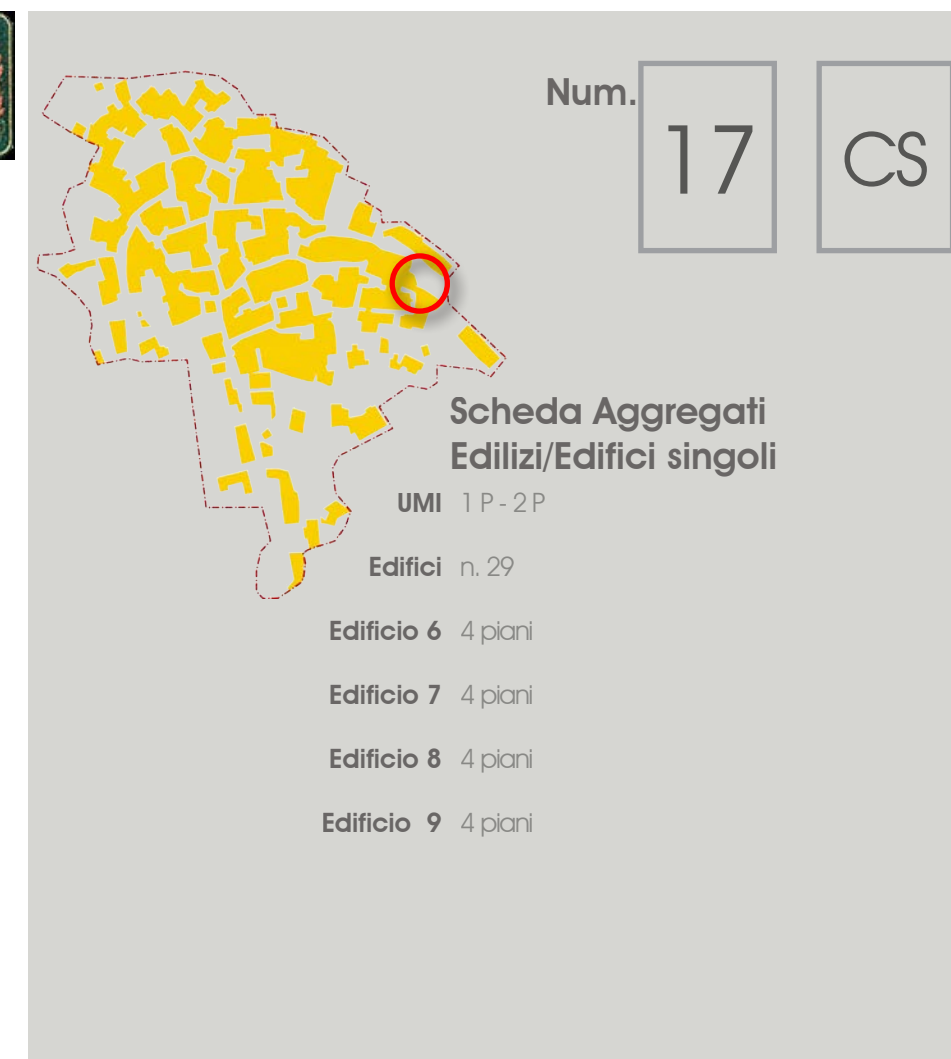 Num.
17
CS
Scheda Aggregati
Edilizi/Edifici singoli
UMI 1 P - 2 P
Edifici n. 29
Edificio 6 4 piani
Edificio 7 4 piani
Edificio 8 4 piani
Edificio 9 4 piani